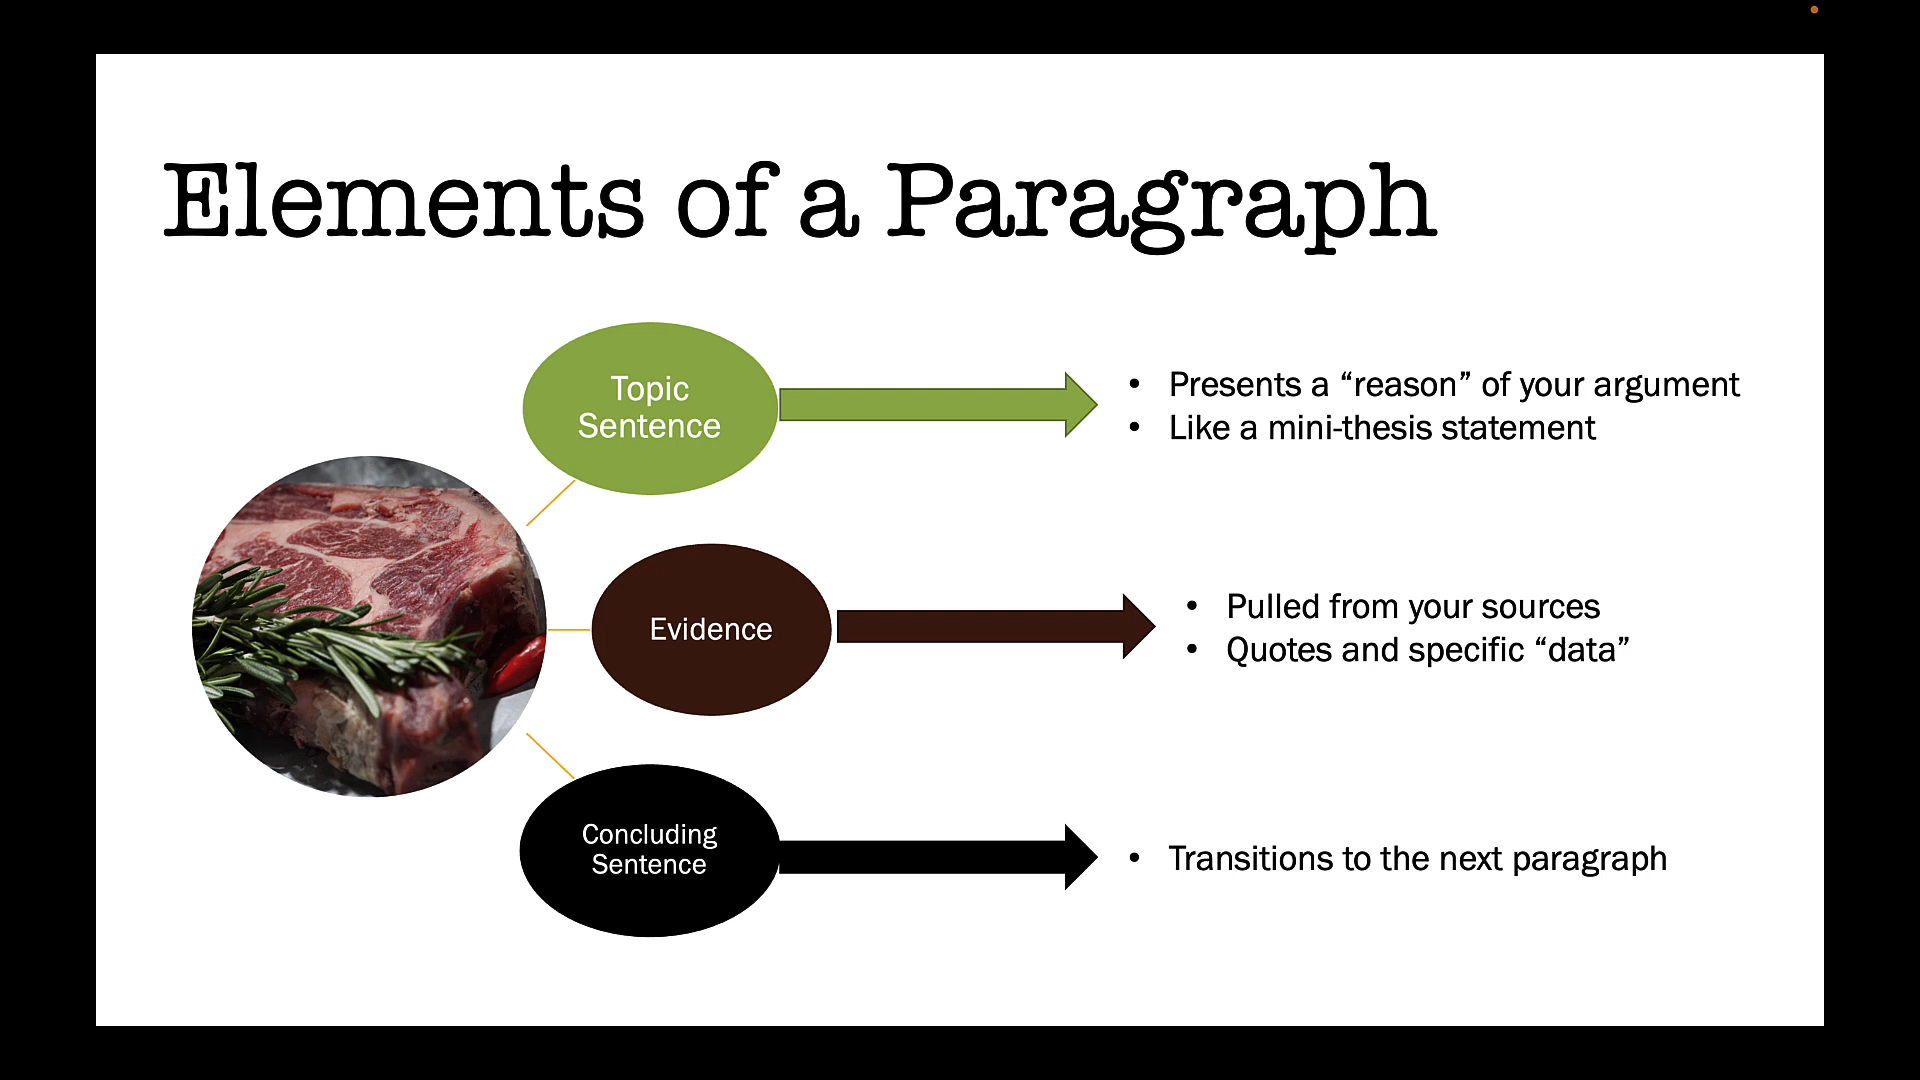 Elements of a Paragraph
Topic
Sentence
• Presents a “reason” of your argument
• Like a mini-thesis statement
Evidence
• Pulled from your sources
• Quotes and specific “data”
Concluding
Sentence
• Transitions to the next paragraph